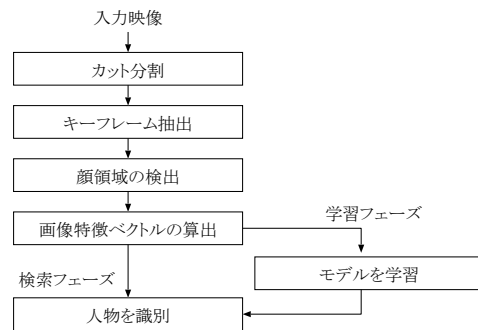 入力映像
カット分割
キーフレーム抽出
顔領域の検出
画像特徴ベクトルの算出
学習フェーズ
モデルを学習
検索フェーズ
人物を識別